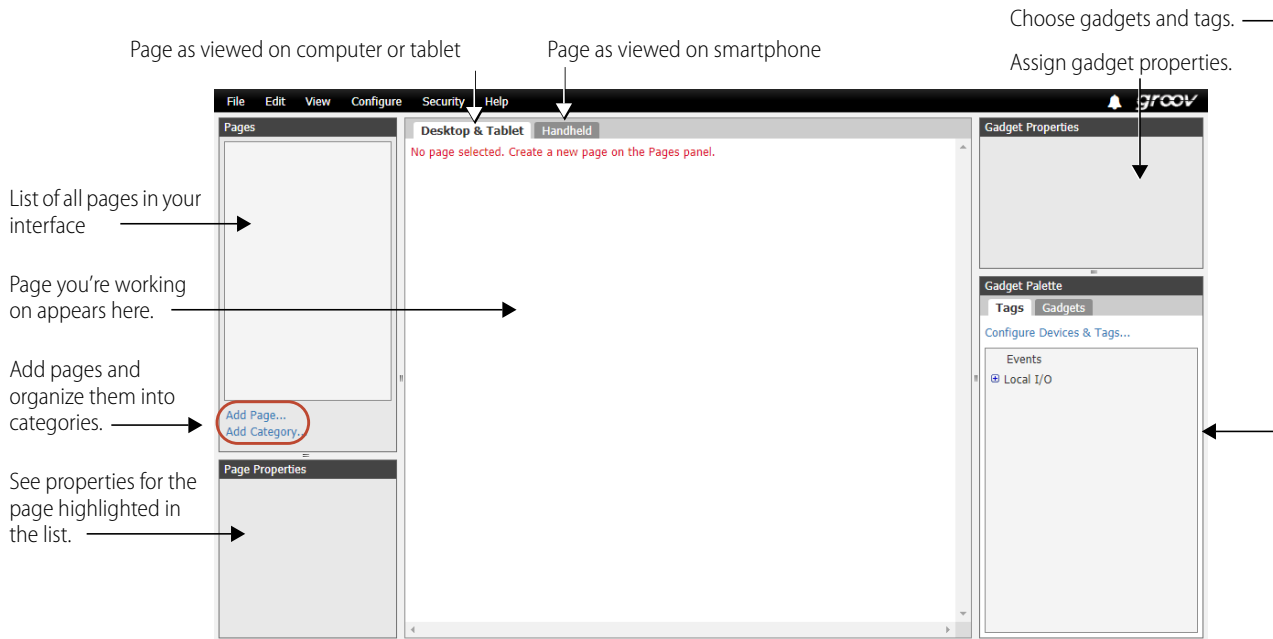 Choose gadgets and tags.
Page as viewed on computer or tablet
Page as viewed on smartphone
Assign gadget properties.
File Edit View Configure Security Help
groov
Pages
Desktop & Tablet Handheld
Gadget Properties
No page selected. Create a new page on the Pages panel.
List of all pages in your
interface
Page you’re working
on appears here.
Gadget Palette
Tags Gadgets
Configure Devices & Tags...
Events
Local I/O
Add pages and
organize them into
categories.
Add Page...
Add Category...
Page Properties
See properties for the
page highlighted in
the list.